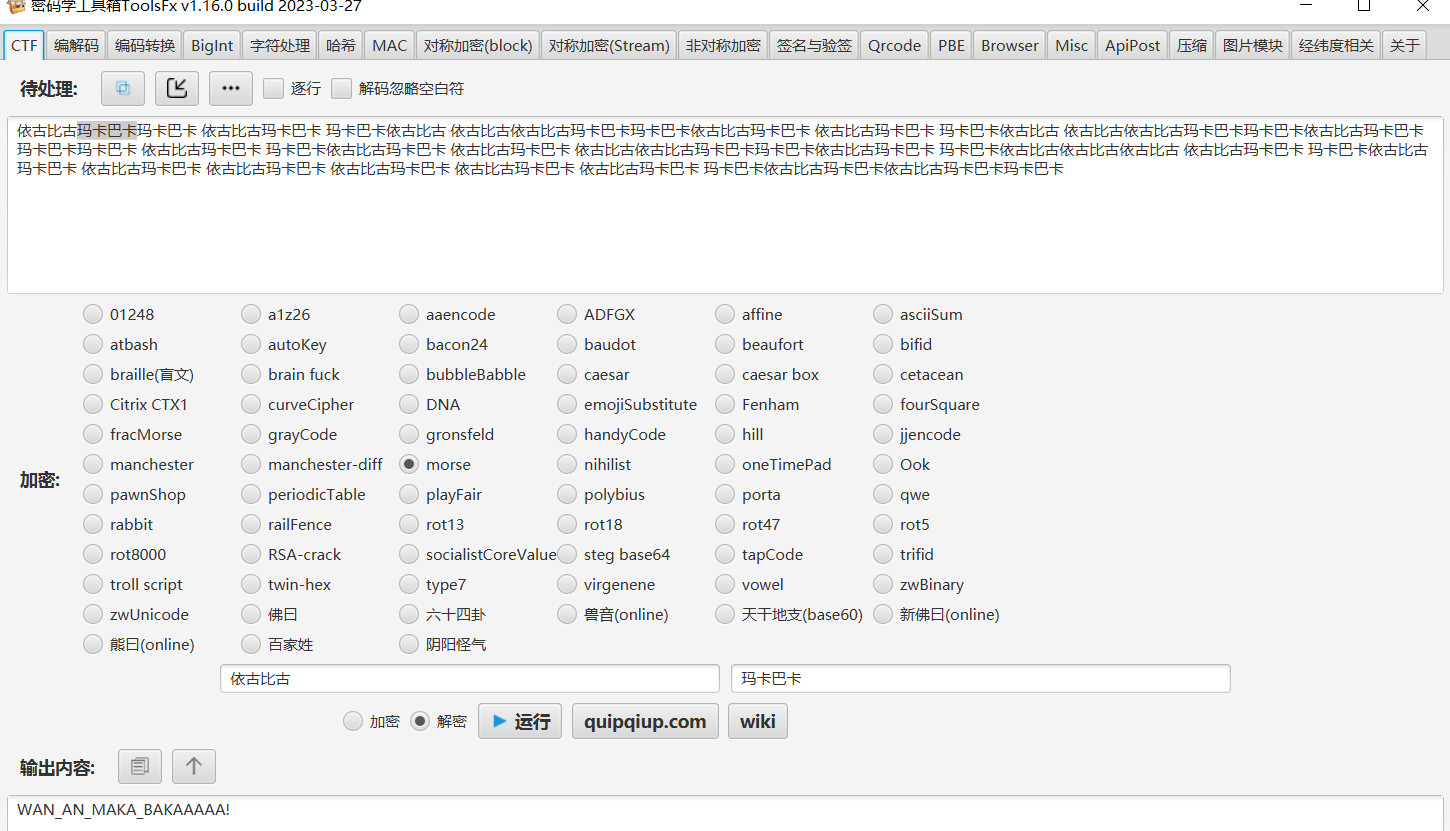 密码学工具箱ToolsFx v1.16.0 build 2023-03-27
CTF 编解码 编码转换 BigInt 字符处理 哈希 MAC 对称加密(block) 对称加密(Stream) 非对称加密 签名与验签 Qrcode PBE Browser Misc ApiPost 压缩 图片模块 经纬度相关 关于
待处理: 逐行 解码忽略空白符
依古比古玛卡巴卡玛卡巴卡 依古比古玛卡巴卡 玛卡巴卡依古比古 依古比古依古比古玛卡巴卡玛卡巴卡依古比古玛卡巴卡 依古比古玛卡巴卡 玛卡巴卡依古比古 依古比古依古比古玛卡巴卡玛卡巴卡依古比古玛卡巴卡
玛卡巴卡玛卡巴卡 依古比古玛卡巴卡 玛卡巴卡依古比古玛卡巴卡 依古比古玛卡巴卡 依古比古依古比古玛卡巴卡玛卡巴卡依古比古玛卡巴卡 玛卡巴卡依古比古依古比古依古比古 依古比古玛卡巴卡 玛卡巴卡依古比古
玛卡巴卡 依古比古玛卡巴卡 依古比古玛卡巴卡 依古比古玛卡巴卡 依古比古玛卡巴卡 依古比古玛卡巴卡 玛卡巴卡依古比古玛卡巴卡依古比古玛卡巴卡玛卡巴卡
01248 a1z26 aaencode ADFGX affine asciiSum
atbash autoKey bacon24 baudot beaufort bifid
braille(盲文) brain fuck bubbleBabble caesar caesar box cetacean
Citrix CTX1 curveCipher DNA emojiSubstitute Fenham fourSquare
fracMorse grayCode gronsfeld handyCode hill jjencode
manchester manchester-diff morse nihilist oneTimePad Ook
加密:
pawnShop periodicTable playFair polybius porta qwe
rabbit railFence rot13 rot18 rot47 rot5
rot8000 RSA-crack socialistCoreValue steg base64 tapCode trifid
troll script twin-hex type7 virgenene vowel zwBinary
zwUnicode 佛曰 六十四卦 兽音(online) 天干地支(base60) 新佛曰(online)
熊曰(online) 百家姓 阴阳怪气
依古比古 玛卡巴卡
加密 解密 运行 quipqiup.com wiki
输出内容:
WAN_AN_MAKA_BAKAAAAA!